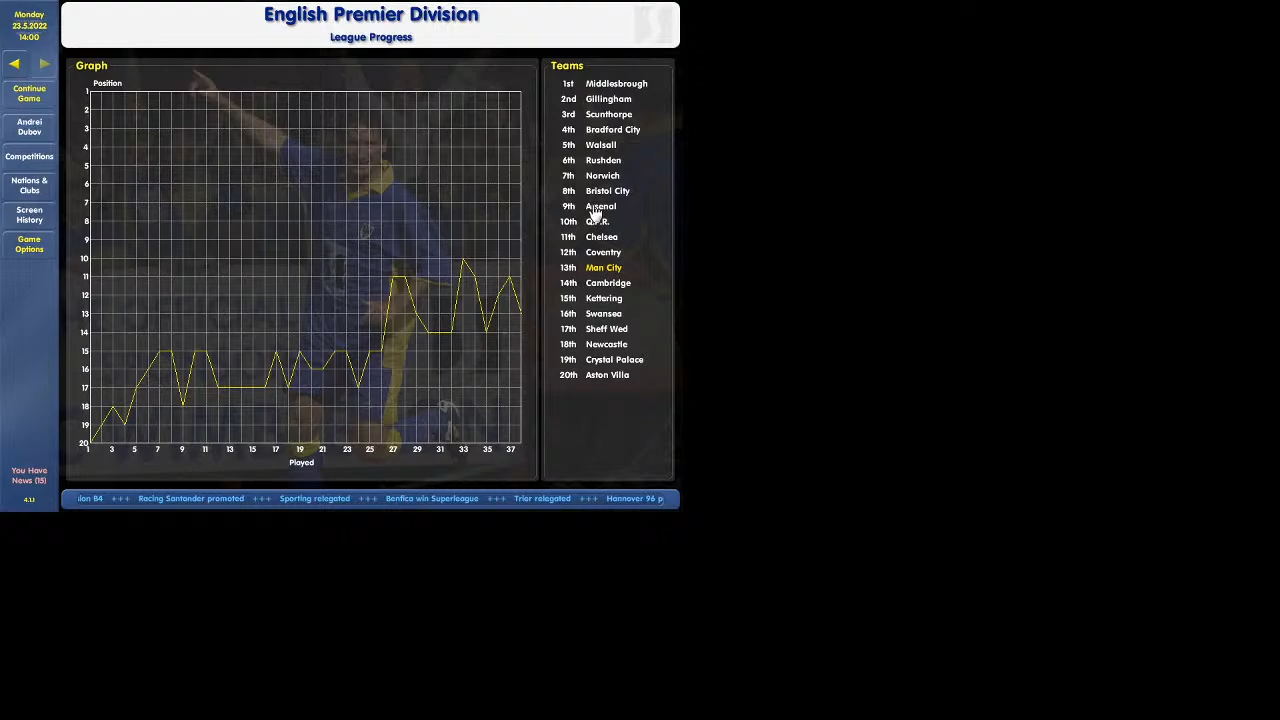 Monday
23.5.2022
14:00
Continue
Game
Andrei
Dubov
Competitions
Nations &
Clubs
Screen
History
Game
Options
You Have
News (15)
4.1.1
English Premier Division
League Progress
Graph
Position
1
2
3
4
5
6
7
8
9
10
11
12
13
14
15
16
17
18
19
20
1 3 5 7 9 11 13 15 17 19 21 23 25 27 29 31 33 35 37
Played
Teams
1st Middlesbrough
2nd Gillingham
3rd Scunthorpe
4th Bradford City
5th Walsall
6th Rushden
7th Norwich
8th Bristol City
9th Arsenal
10th Q.P.R.
11th Chelsea
12th Coventry
13th Man City
14th Cambridge
15th Kettering
16th Swansea
17th Sheff Wed
18th Newcastle
19th Crystal Palace
20th Aston Villa
B4 +++ Racing Santander promoted +++ Sporting relegated +++ Benfica win Superleague +++ Trier relegated +++ Hannover 96 p